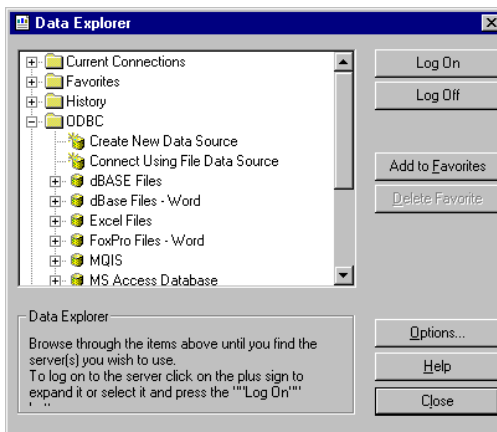 Data Explorer
Current Connections
Favorites
History
ODBC
Create New Data Source
Connect Using File Data Source
dBASE Files
dBase Files - Word
Excel Files
FoxPro Files - Word
MQIS
MS Access Database
Log On
Log Off
Add to Favorites
Delete Favorite
Data Explorer
Browse through the items above until you find the
server(s) you wish to use.
To log on to the server click on the plus sign to
expand it or select it and press the '"'Log On'"'
Options...
Help
Close